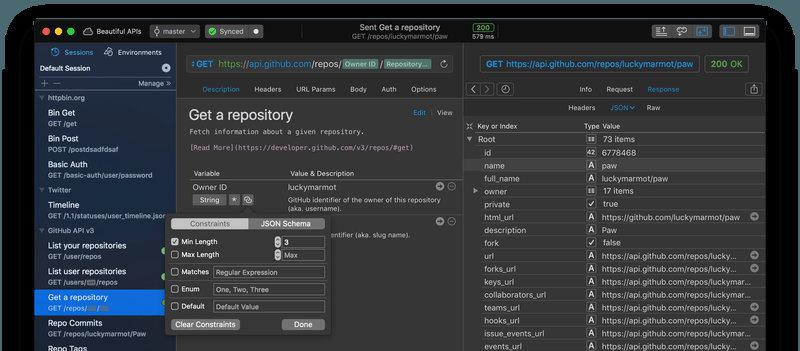 Beautiful APIs
master
Synced
Sent Get a repository
GET /repos/luckymarmot/paw
200
579 ms
Sessions
Environments
Default Session
Manage »
httpbin.org
Bin Get
GET /get
Bin Post
POST /postdsadfdsaf
Basic Auth
GET /basic-auth/user/password
Twitter
Timeline
GET /1.1/statuses/user_timeline.json
GitHub API v3
List your repositories
GET /user/repos
List user repositories
GET /users/ /repos
Get a repository
GET /repos/ /
Repo Commits
GET /repos/luckymarmot/Paw
Repo Tags
GET https://api.github.com/repos/ Owner ID / Repository...
Description Headers URL Params Body Auth Options
Get a repository
Edit View
Fetch information about a given repository.
[Read More](https://developer.github.com/v3/repos/#get)
Variable Value & Description
Owner ID luckymarmot
String * GitHub identifier of the owner of this repository
(aka. username).
entifier (aka. slug name).
Constraints JSON Schema
Min Length 3
Max Length Max
Matches Regular Expression
Enum One, Two, Three
Default Default Value
Clear Constraints Done
GET https://api.github.com/repos/luckymarmot/paw
200 OK
Info Request Response
Headers JSON Raw
Key or Index Type Value
Root 73 items
id 42 6778468
name A paw
full_name A luckymarmot/paw
owner 17 items
private true
html_url A https://github.com/luckymarmot/paw
description A Paw
fork false
url A https://api.github.com/repos/lucky...
forks_url A https://api.github.com/repos/lucky...
keys_url A https://api.github.com/repos/lucky...
collaborators_url A https://api.github.com/repos/lucky...
teams_url A https://api.github.com/repos/lucky...
hooks_url A https://api.github.com/repos/lucky...
issue_events_url A https://api.github.com/repos/lucky...
events_url A https://api.github.com/repos/lucky...